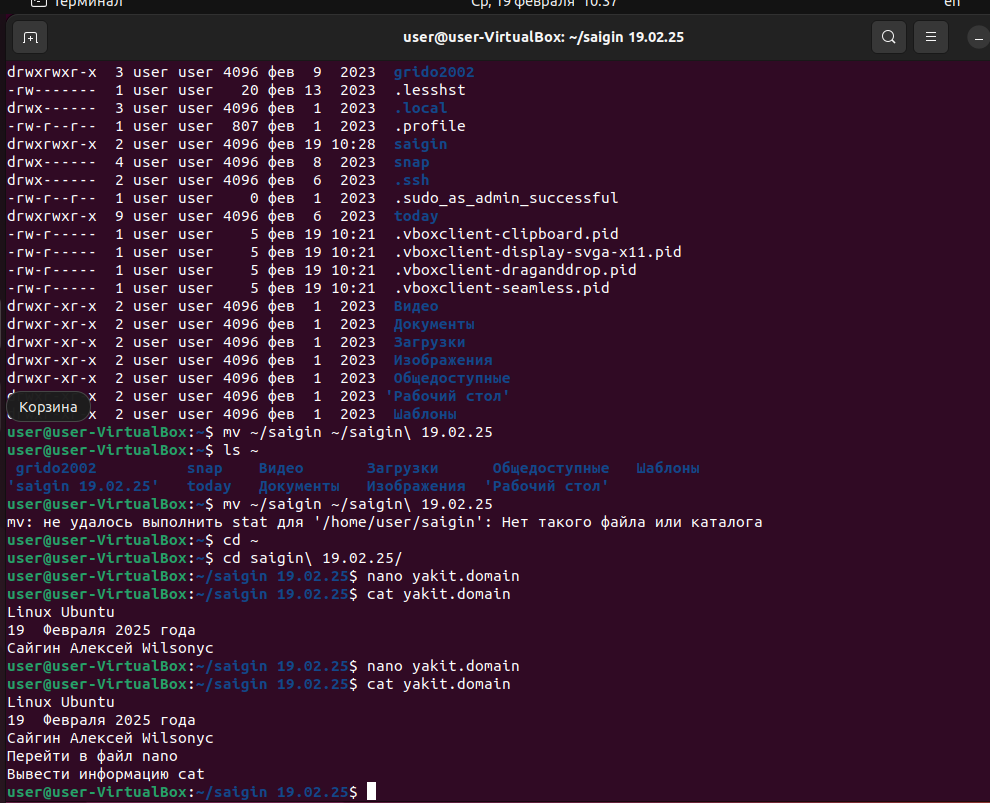 Терминал
Ср, 19 февраля 10:37
en
user@user-VirtualBox: ~/saigin 19.02.25
drwxrwxr-x 3 user user 4096 фев 9 2023 grido2002
-rw------- 1 user user 20 фев 13 2023 .lesshst
drwx------ 3 user user 4096 фев 1 2023 .local
-rw-r--r-- 1 user user 807 фев 1 2023 .profile
drwxrwxr-x 2 user user 4096 фев 19 10:28 saigin
drwx------ 4 user user 4096 фев 8 2023 snap
drwx------ 2 user user 4096 фев 6 2023 .ssh
-rw-r--r-- 1 user user 0 фев 1 2023 .sudo_as_admin_successful
drwxrwxr-x 9 user user 4096 фев 6 2023 today
-rw-r----- 1 user user 5 фев 19 10:21 .vboxclient-clipboard.pid
-rw-r----- 1 user user 5 фев 19 10:21 .vboxclient-display-svga-x11.pid
-rw-r----- 1 user user 5 фев 19 10:21 .vboxclient-draganddrop.pid
-rw-r----- 1 user user 5 фев 19 10:21 .vboxclient-seamless.pid
drwxr-xr-x 2 user user 4096 фев 1 2023 Видео
drwxr-xr-x 2 user user 4096 фев 1 2023 Документы
drwxr-xr-x 2 user user 4096 фев 1 2023 Загрузки
drwxr-xr-x 2 user user 4096 фев 1 2023 Изображения
drwxr-xr-x 2 user user 4096 фев 1 2023 Общедоступные
2 user user 4096 фев 1 2023 'Рабочий стол'
Корзина
2 user user 4096 фев 1 2023 Шаблоны
user@user-VirtualBox:~$ mv ~/saigin ~/saigin\ 19.02.25
user@user-VirtualBox:~$ ls ~
grido2002 snap Видео Загрузки Общедоступные Шаблоны
'saigin 19.02.25' today Документы Изображения 'Рабочий стол'
user@user-VirtualBox:~$ mv ~/saigin ~/saigin\ 19.02.25
mv: не удалось выполнить stat для '/home/user/saigin': Нет такого файла или каталога
user@user-VirtualBox:~$ cd ~
user@user-VirtualBox:~$ cd saigin\ 19.02.25/
user@user-VirtualBox:~/saigin 19.02.25$ nano yakit.domain
user@user-VirtualBox:~/saigin 19.02.25$ cat yakit.domain
Linux Ubuntu
19 Февраля 2025 года
Сайгин Алексей Wilsonyc
user@user-VirtualBox:~/saigin 19.02.25$ nano yakit.domain
user@user-VirtualBox:~/saigin 19.02.25$ cat yakit.domain
Linux Ubuntu
19 Февраля 2025 года
Сайгин Алексей Wilsonyc
Перейти в файл nano
Вывести информацию cat
user@user-VirtualBox:~/saigin 19.02.25$